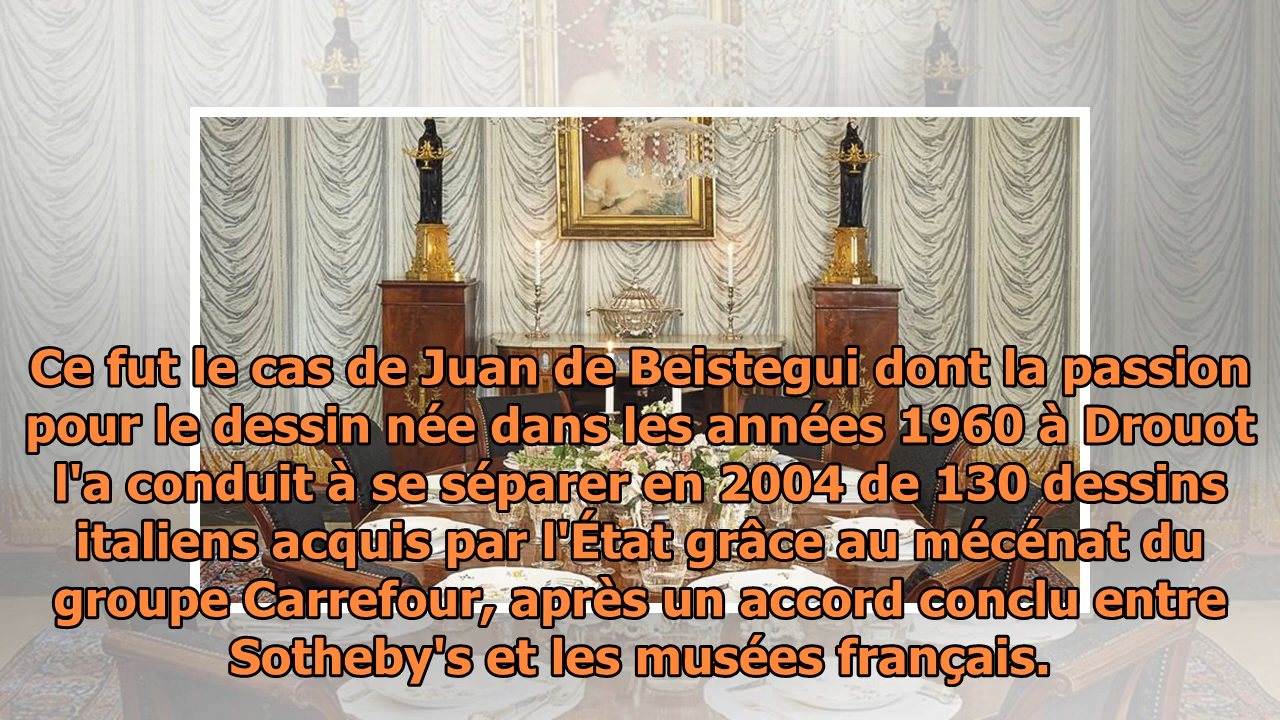 Ce fut le cas de Juan de Beistegui dont la passion
pour le dessin née dans les années 1960 à Drouot
l'a conduit à se séparer en 2004 de 130 dessins
italiens acquis par l'État grâce au mécénat du
groupe Carrefour, après un accord conclu entre
Sotheby's et les musées français.